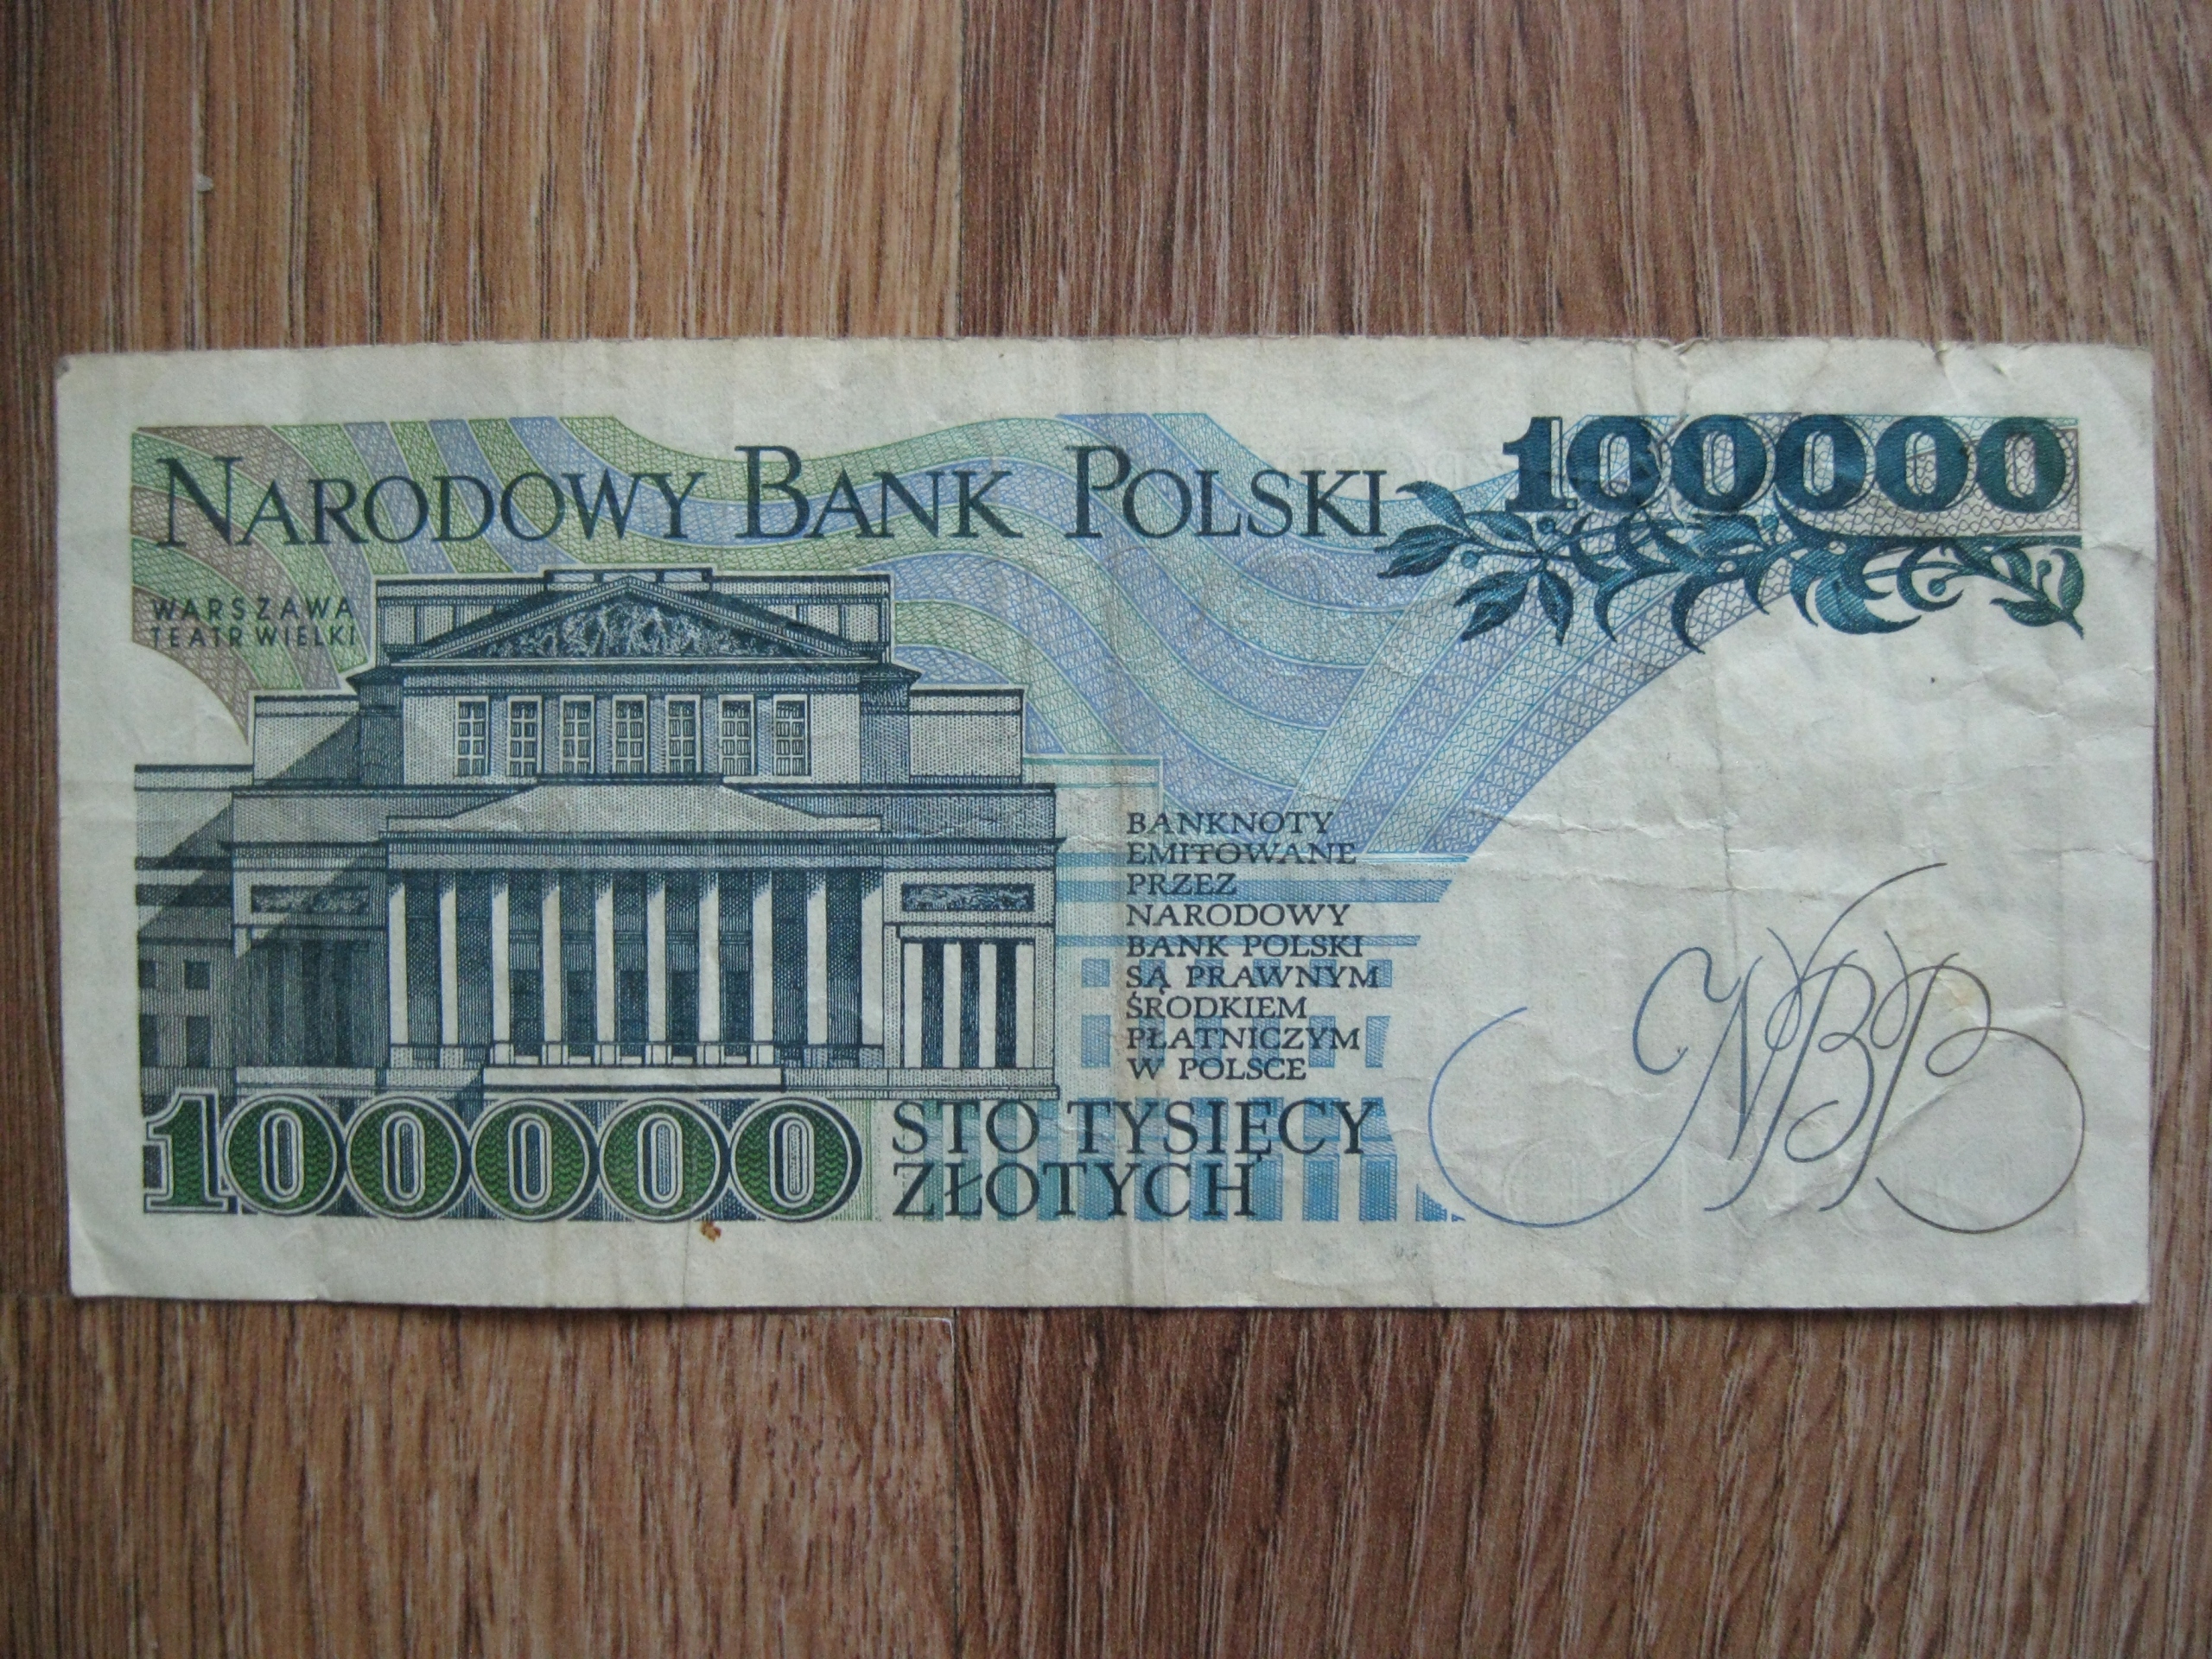 NARODOWY BANK POLSKI
100000
WARSZAWA
TEATR WIELKI
BANKNOTY
EMITOWANE
PRZEZ
NARODOWY
BANK POLSKI
SĄ PRAWNYM
ŚRODKIEM
PŁATNICZYM
W POLSCE
100000
STO TYSIĘCY
ZŁOTYCH
NBP